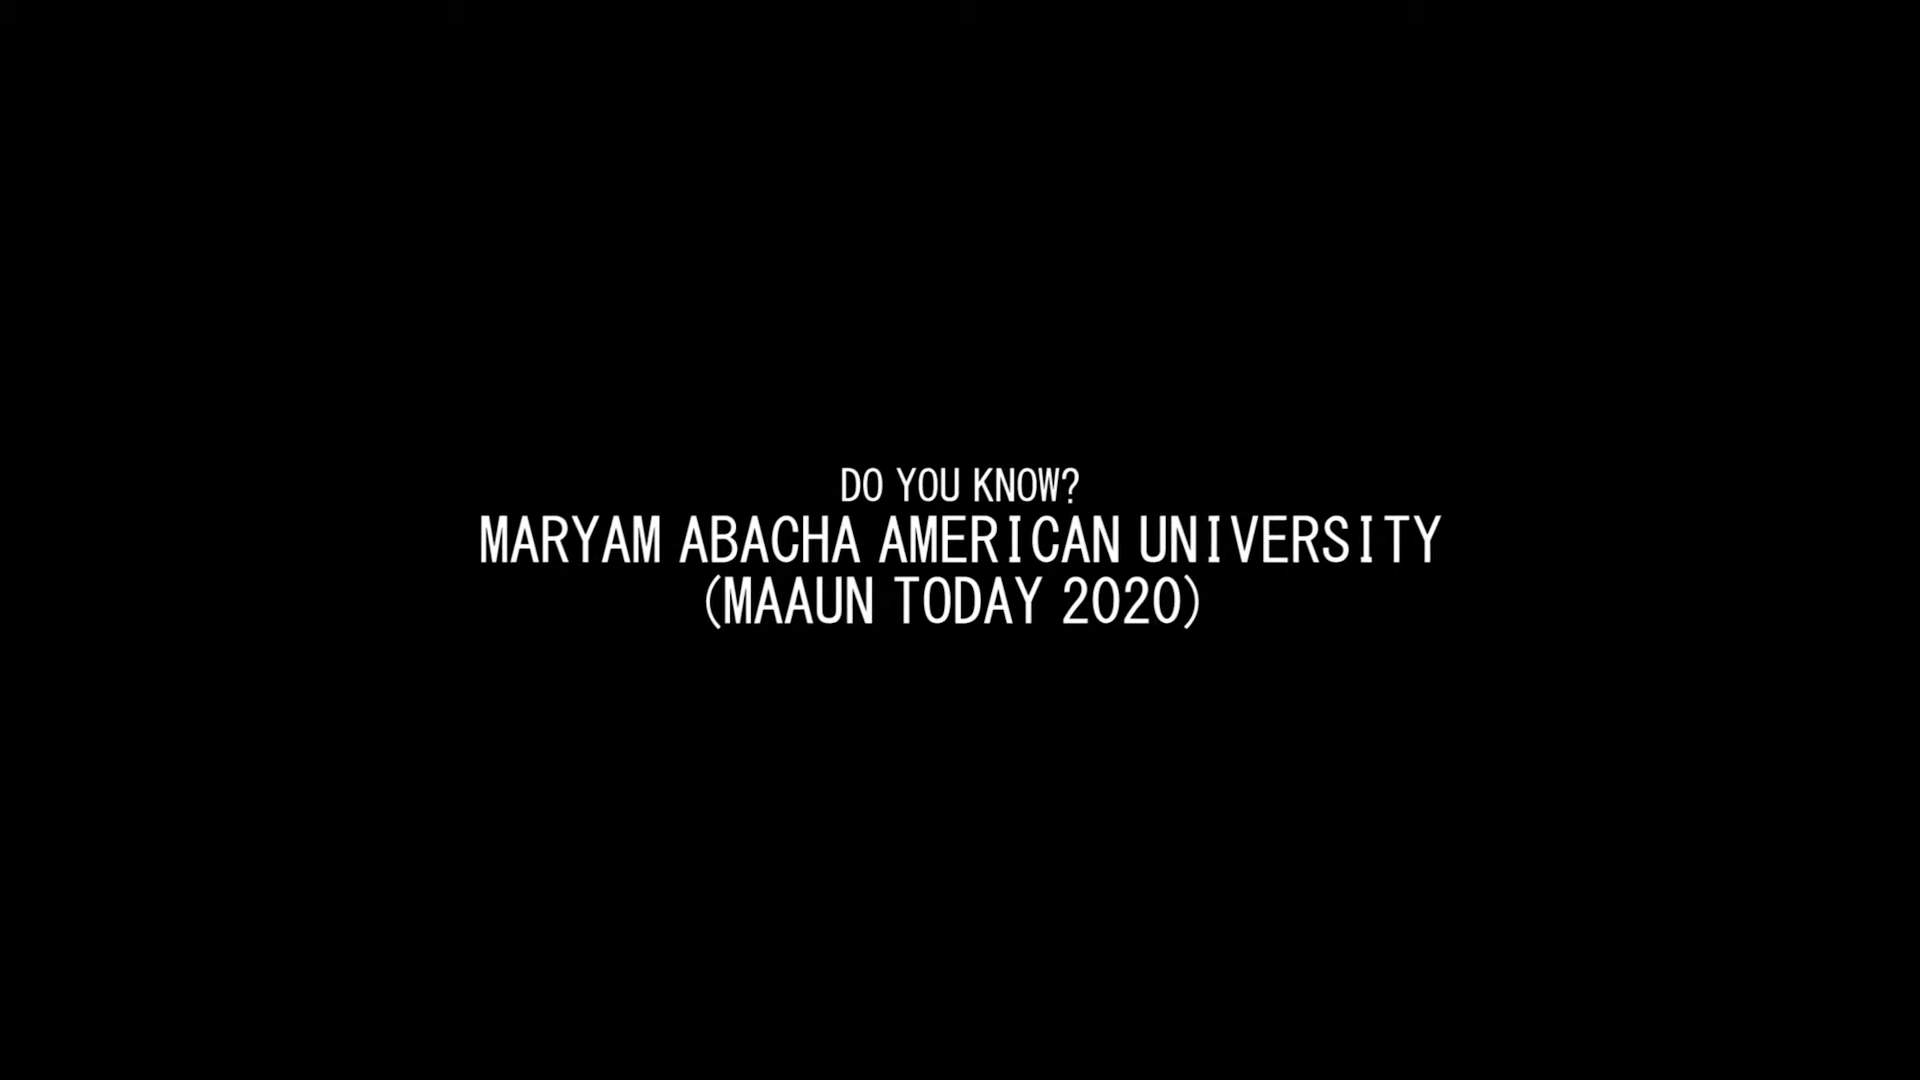 DO YOU KNOW?
MARYAM ABACHA AMERICAN UNIVERSITY
(MAAUN TODAY 2020)